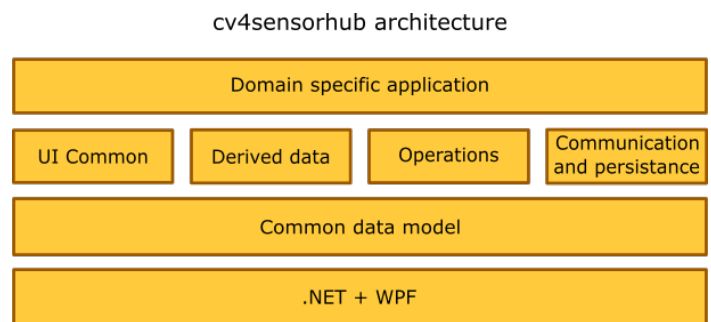 cv4sensorhub architecture
Domain specific application
UI Common
Derived data
Operations
Communication
and persistance
Common data model
.NET + WPF